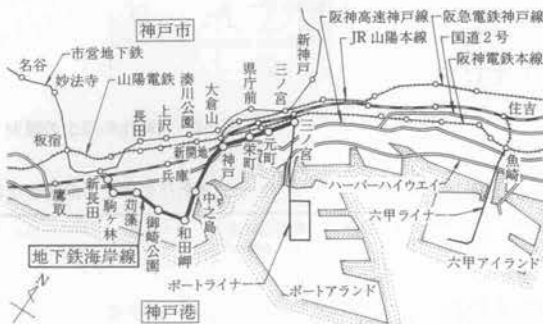 神戸市
阪神高速神戸線
阪急電鉄神戸線
JR山陽本線
国道2号
阪神電鉄本線
新神戸
市営地下鉄
名谷
妙法寺
山陽電鉄
板宿
長田
上沢
湊川公園
大倉山
県庁前
三ノ宮
住吉
新開地
兵庫
神戸
栄町
元町
三ノ宮
魚崎
鷹取
新長田
駒ヶ林
苅藻
御崎公園
和田岬
中之島
ハーバーハイウエイ
六甲ライナー
地下鉄海岸線
ポートライナー
ポートアランド
六甲アイランド
神戸港
N